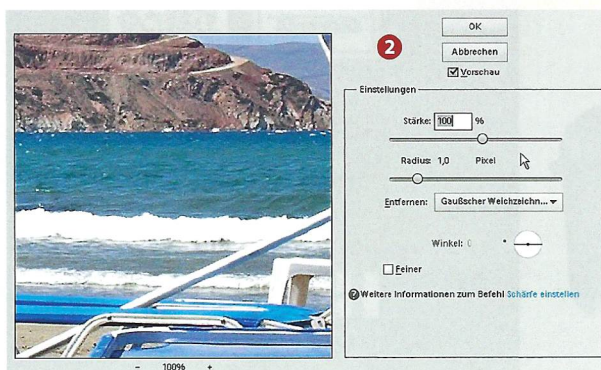 OK
2
Abbrechen
Vorschau
Einstellungen
Stärke: 100 %
Radius: 1,0 Pixel
Entfernen: Gaußscher Weichzeichn...
Winkel: 0 °
Feiner
Weitere Informationen zum Befehl Schärfe einstellen
- 100% +